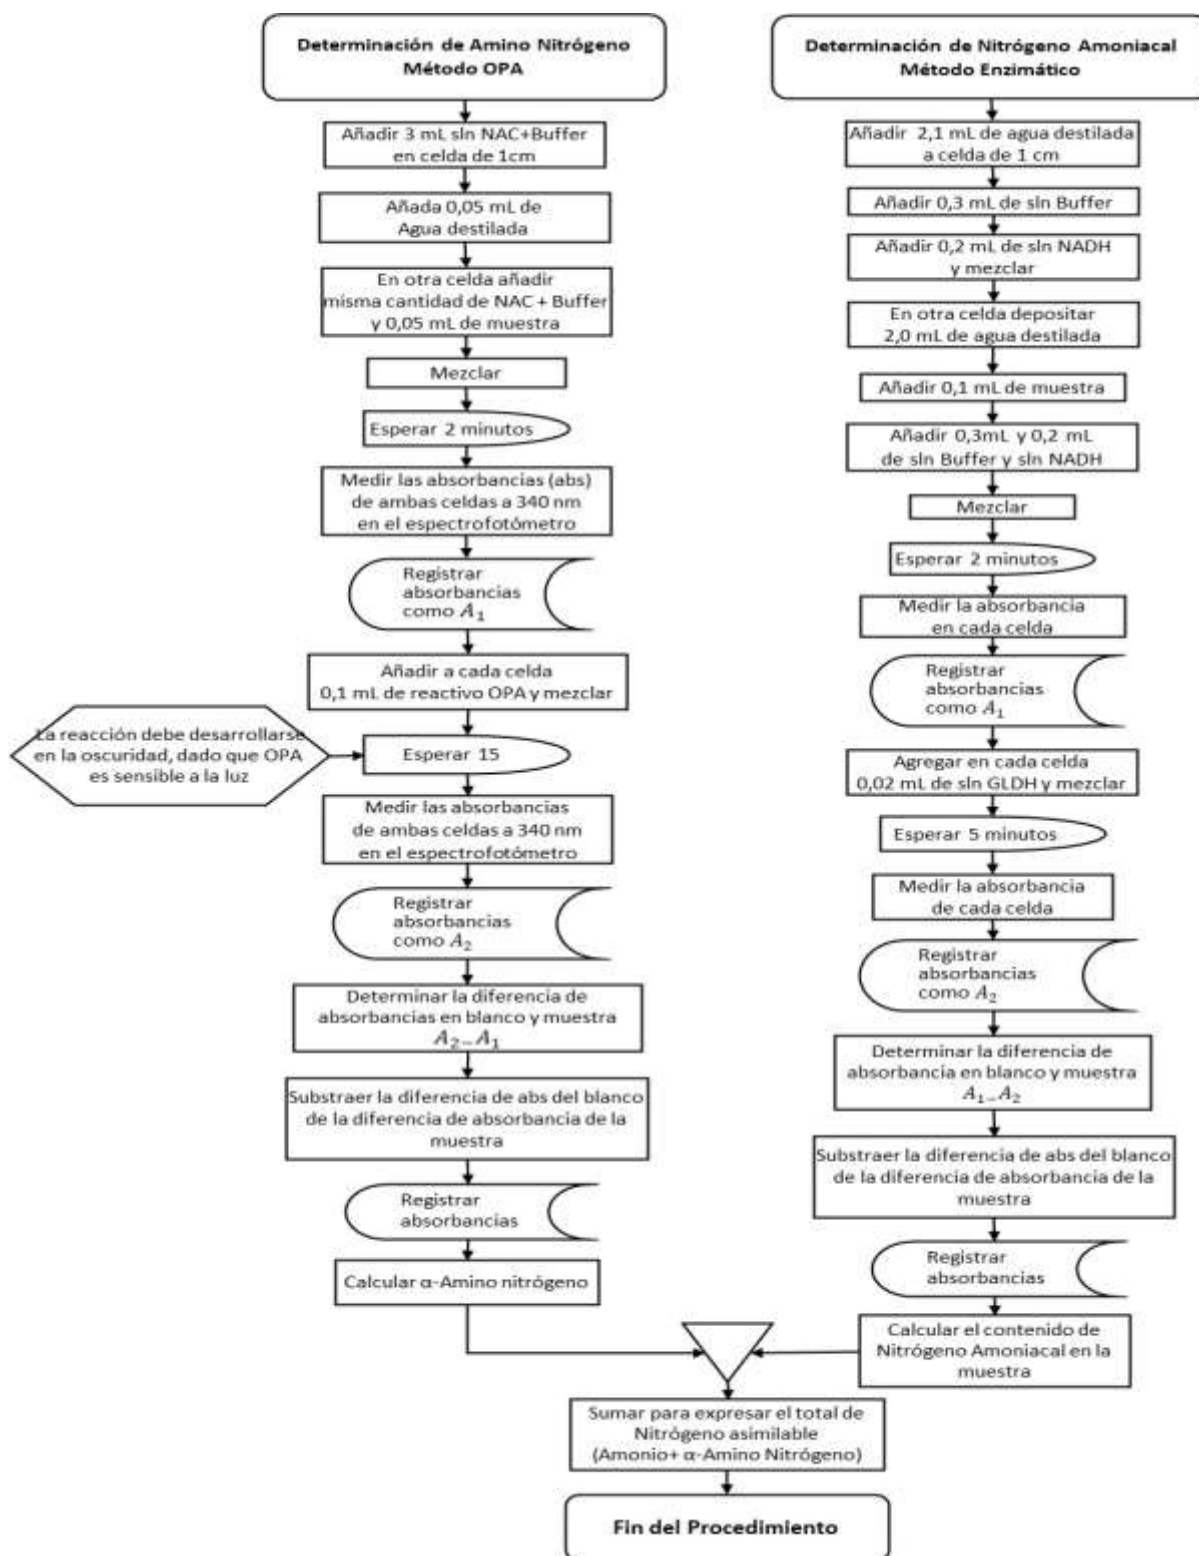 Determinación de Amino Nitrógeno
Método OPA
Añadir 3 mL sln NAC+Buffer
en celda de 1cm
Añada 0,05 mL de
Agua destilada
En otra celda añadir
misma cantidad de NAC + Buffer
y 0,05 mL de muestra
Mezclar
Esperar 2 minutos
Medir las absorbancias (abs)
de ambas celdas a 340 nm
en el espectrofotómetro
Registrar
absorbancias
como A₁
Añadir a cada celda
0,1 mL de reactivo OPA y mezclar
La reacción debe desarrollarse
en la oscuridad, dado que OPA
es sensible a la luz
Esperar 15
Medir las absorbancias
de ambas celdas a 340 nm
en el espectrofotómetro
Registrar
absorbancias
como A₂
Determinar la diferencia de
absorbancias en blanco y muestra
A₂₋A₁
Substraer la diferencia de abs del blanco
de la diferencia de absorbancia de la
muestra
Registrar
absorbancias
Calcular α-Amino nitrógeno
Determinación de Nitrógeno Amoniacal
Método Enzimático
Añadir 2,1 mL de agua destilada
a celda de 1 cm
Añadir 0,3 mL de sln Buffer
Añadir 0,2 mL de sln NADH
y mezclar
En otra celda depositar
2,0 mL de agua destilada
Añadir 0,1 mL de muestra
Añadir 0,3mL y 0,2 mL
de sln Buffer y sln NADH
Mezclar
Esperar 2 minutos
Medir la absorbancia
en cada celda
Registrar
absorbancias
como A₁
Agregar en cada celda
0,02 mL de sln GLDH y mezclar
Esperar 5 minutos
Medir la absorbancia
de cada celda
Registrar
absorbancias
como A₂
Determinar la diferencia de
absorbancia en blanco y muestra
A₁₋A₂
Substraer la diferencia de abs del blanco
de la diferencia de absorbancia de la
muestra
Registrar
absorbancias
Calcular el contenido de
Nitrógeno Amoniacal en la
muestra
Sumar para expresar el total de
Nitrógeno asimilable
(Amonio+ α-Amino Nitrógeno)
Fin del Procedimiento